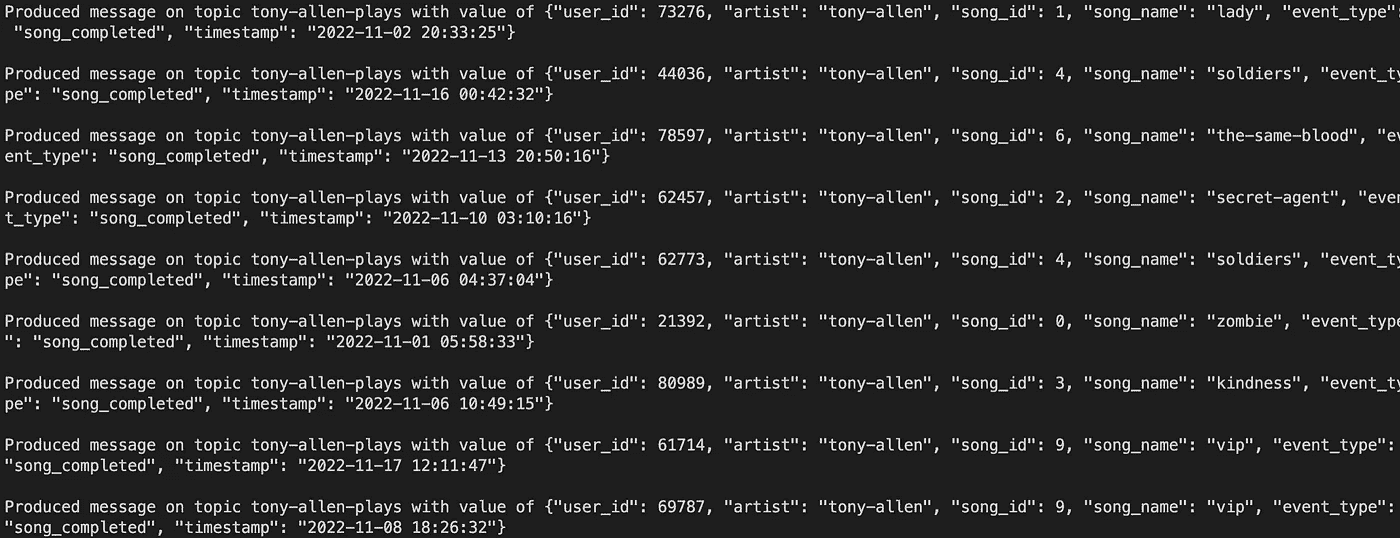 Produced message on topic tony-allen-plays with value of {"user_id": 73276, "artist": "tony-allen", "song_id": 1, "song_name": "lady", "event_type":
"song_completed", "timestamp": "2022-11-02 20:33:25"}
Produced message on topic tony-allen-plays with value of {"user_id": 44036, "artist": "tony-allen", "song_id": 4, "song_name": "soldiers", "event_ty
pe": "song_completed", "timestamp": "2022-11-16 00:42:32"}
Produced message on topic tony-allen-plays with value of {"user_id": 78597, "artist": "tony-allen", "song_id": 6, "song_name": "the-same-blood", "ev
ent_type": "song_completed", "timestamp": "2022-11-13 20:50:16"}
Produced message on topic tony-allen-plays with value of {"user_id": 62457, "artist": "tony-allen", "song_id": 2, "song_name": "secret-agent", "even
t_type": "song_completed", "timestamp": "2022-11-10 03:10:16"}
Produced message on topic tony-allen-plays with value of {"user_id": 62773, "artist": "tony-allen", "song_id": 4, "song_name": "soldiers", "event_ty
pe": "song_completed", "timestamp": "2022-11-06 04:37:04"}
Produced message on topic tony-allen-plays with value of {"user_id": 21392, "artist": "tony-allen", "song_id": 0, "song_name": "zombie", "event_type
": "song_completed", "timestamp": "2022-11-01 05:58:33"}
Produced message on topic tony-allen-plays with value of {"user_id": 80989, "artist": "tony-allen", "song_id": 3, "song_name": "kindness", "event_ty
pe": "song_completed", "timestamp": "2022-11-06 10:49:15"}
Produced message on topic tony-allen-plays with value of {"user_id": 61714, "artist": "tony-allen", "song_id": 9, "song_name": "vip", "event_type":
"song_completed", "timestamp": "2022-11-17 12:11:47"}
Produced message on topic tony-allen-plays with value of {"user_id": 69787, "artist": "tony-allen", "song_id": 9, "song_name": "vip", "event_type":
"song_completed", "timestamp": "2022-11-08 18:26:32"}